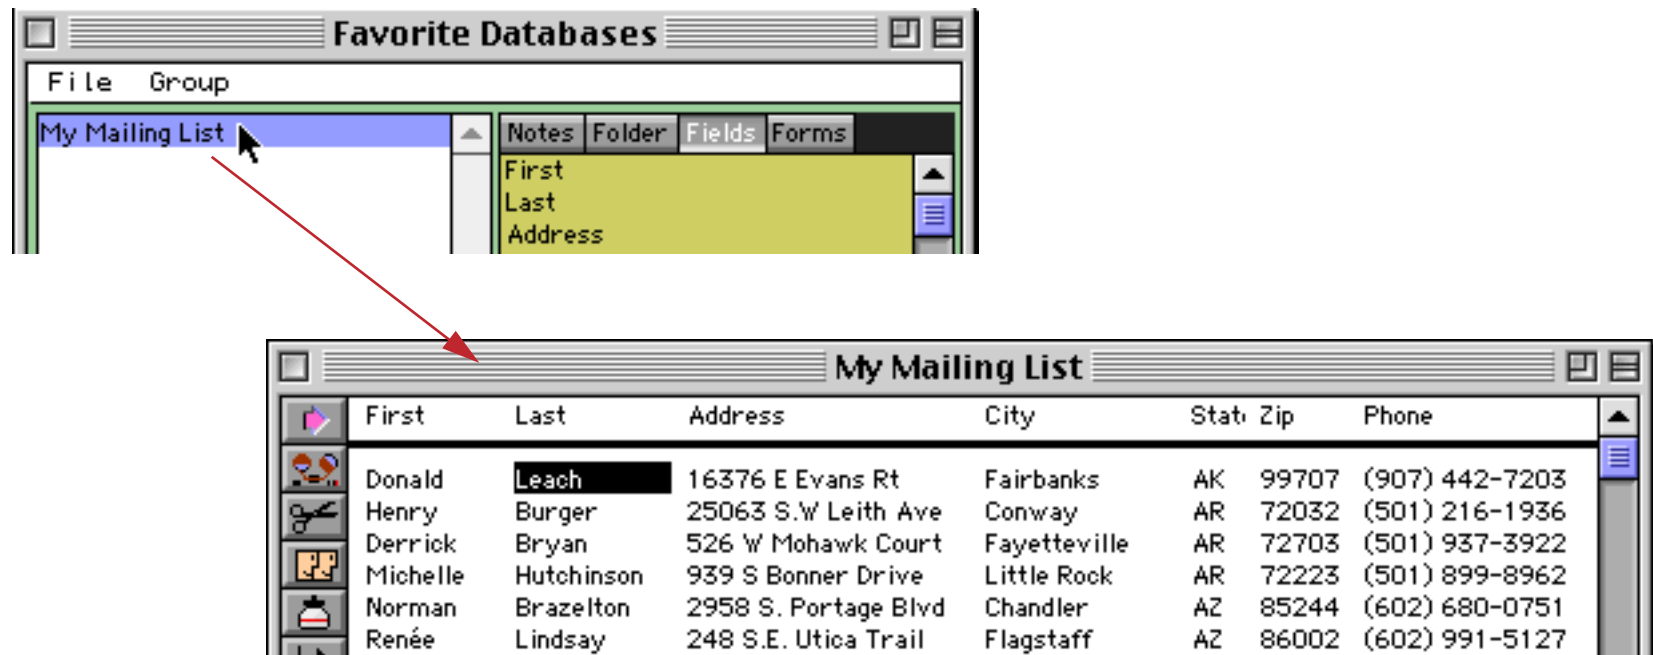 Favorite Databases
File Group
My Mailing List
Notes Folder Fields Forms
First
Last
Address
My Mailing List
First Last Address City Stat Zip Phone
Donald Leach 16376 E Evans Rt Fairbanks AK 99707 (907) 442-7203
Henry Burger 25063 S.W Leith Ave Conway AR 72032 (501) 216-1936
Derrick Bryan 526 W Mohawk Court Fayetteville AR 72703 (501) 937-3922
Michelle Hutchinson 939 S Bonner Drive Little Rock AR 72223 (501) 899-8962
Norman Brazelton 2958 S. Portage Blvd Chandler AZ 85244 (602) 680-0751
Renée Lindsay 248 S.E. Utica Trail Flagstaff AZ 86002 (602) 991-5127